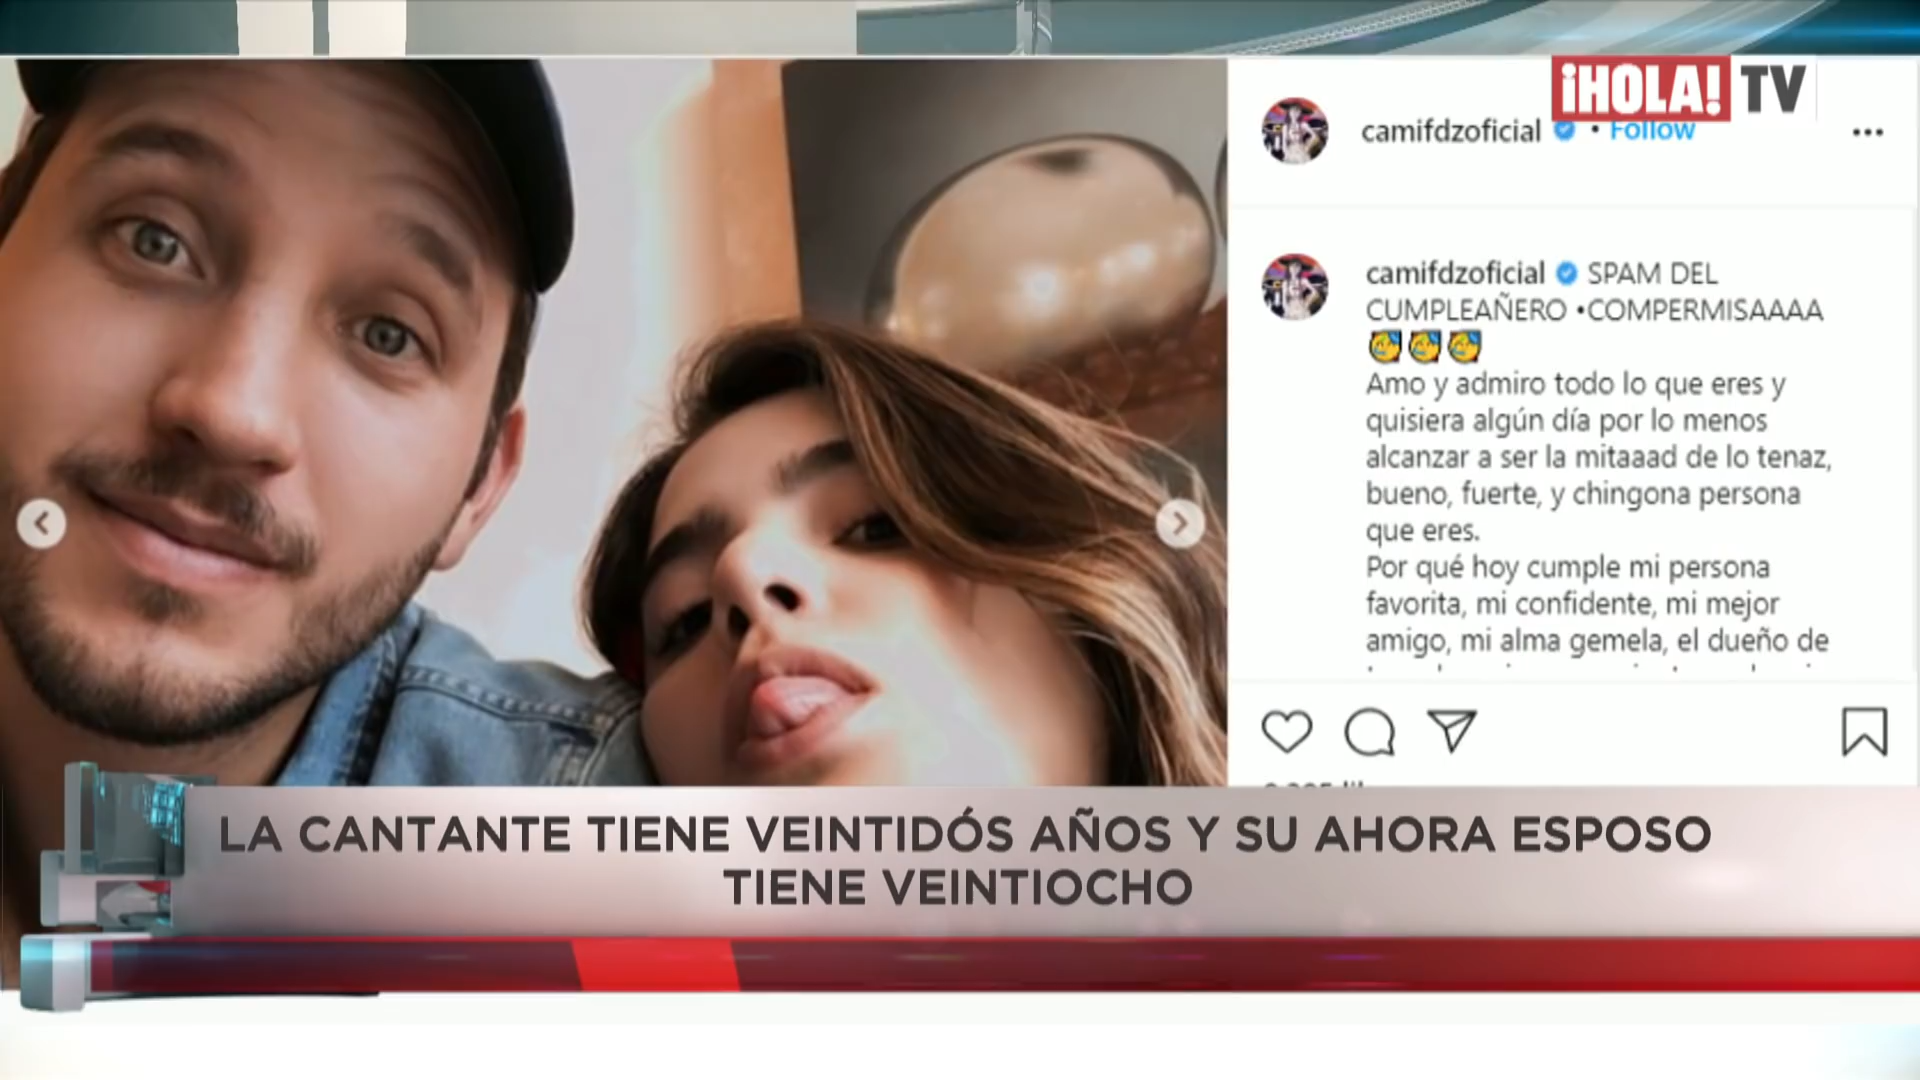 ¡HOLA! TV
camifdzoficial • Follow
camifdzoficial SPAM DEL
CUMPLEAÑERO •COMPERMISAAAA
Amo y admiro todo lo que eres y
quisiera algún día por lo menos
alcanzar a ser la mitaaad de lo tenaz,
bueno, fuerte, y chingona persona
que eres.
Por qué hoy cumple mi persona
favorita, mi confidente, mi mejor
amigo, mi alma gemela, el dueño de
LA CANTANTE TIENE VEINTIDÓS AÑOS Y SU AHORA ESPOSO
TIENE VEINTIOCHO